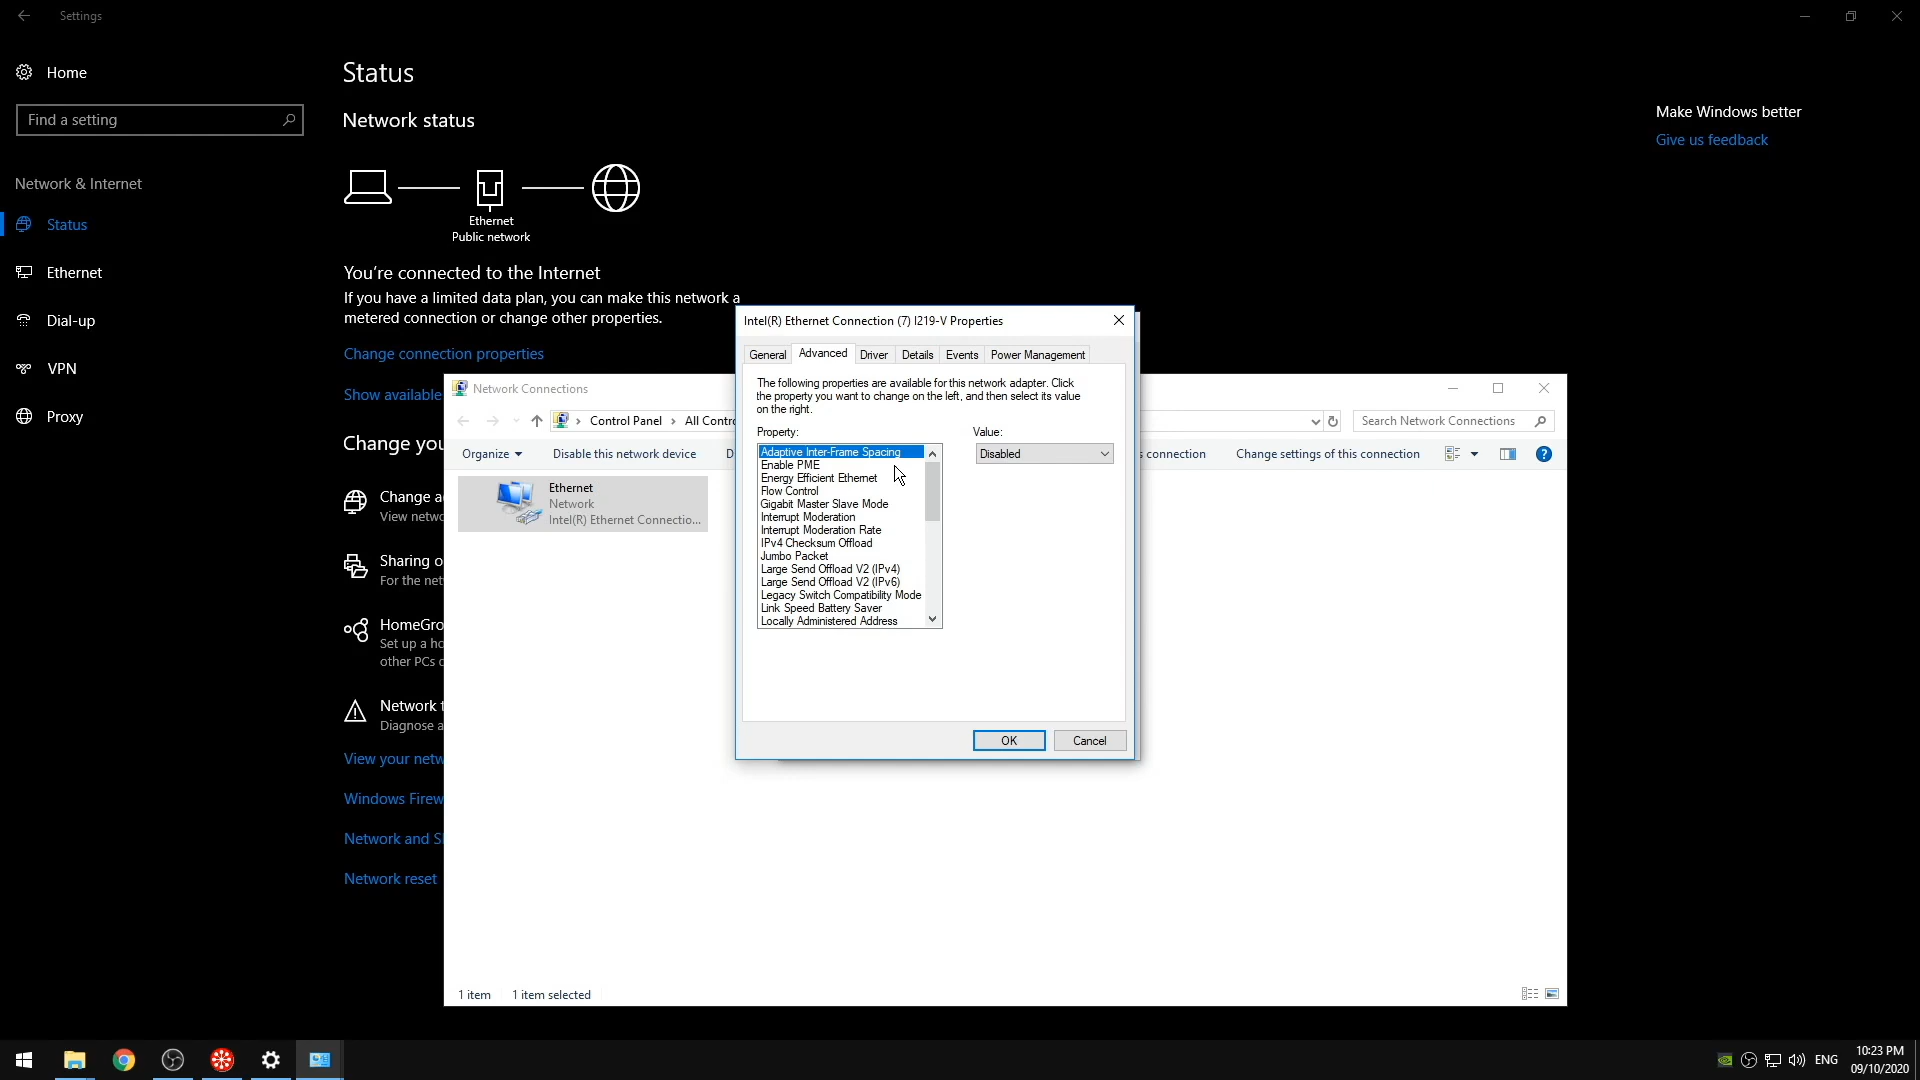 Settings
Home
Find a setting
Network & Internet
Status
Ethernet
Dial-up
VPN
Proxy
Status
Network status
Ethernet
Public network
You're connected to the Internet
If you have a limited data plan, you can make this network a
metered connection or change other properties.
Change connection properties
Show available
Change you
Change a
View netwo
Sharing o
For the net
HomeGro
Set up a ho
other PCs o
Network t
Diagnose a
View your netw
Windows Firew
Network and Sh
Network reset
Make Windows better
Give us feedback
Network Connections
Control Panel
All Contro
Search Network Connections
Organize
Disable this network device
D
s connection
Change settings of this connection
Ethernet
Network
Intel(R) Ethernet Connectio...
1 item
1 item selected
Intel(R) Ethernet Connection (7) I219-V Properties
General
Advanced
Driver
Details
Events
Power Management
The following properties are available for this network adapter. Click
the property you want to change on the left, and then select its value
on the right.
Property:
Value:
Adaptive Inter-Frame Spacing
Enable PME
Energy Efficient Ethernet
Flow Control
Gigabit Master Slave Mode
Interrupt Moderation
Interrupt Moderation Rate
IPv4 Checksum Offload
Jumbo Packet
Large Send Offload V2 (IPv4)
Large Send Offload V2 (IPv6)
Legacy Switch Compatibility Mode
Link Speed Battery Saver
Locally Administered Address
Disabled
OK
Cancel
ENG
10:23 PM
09/10/2020